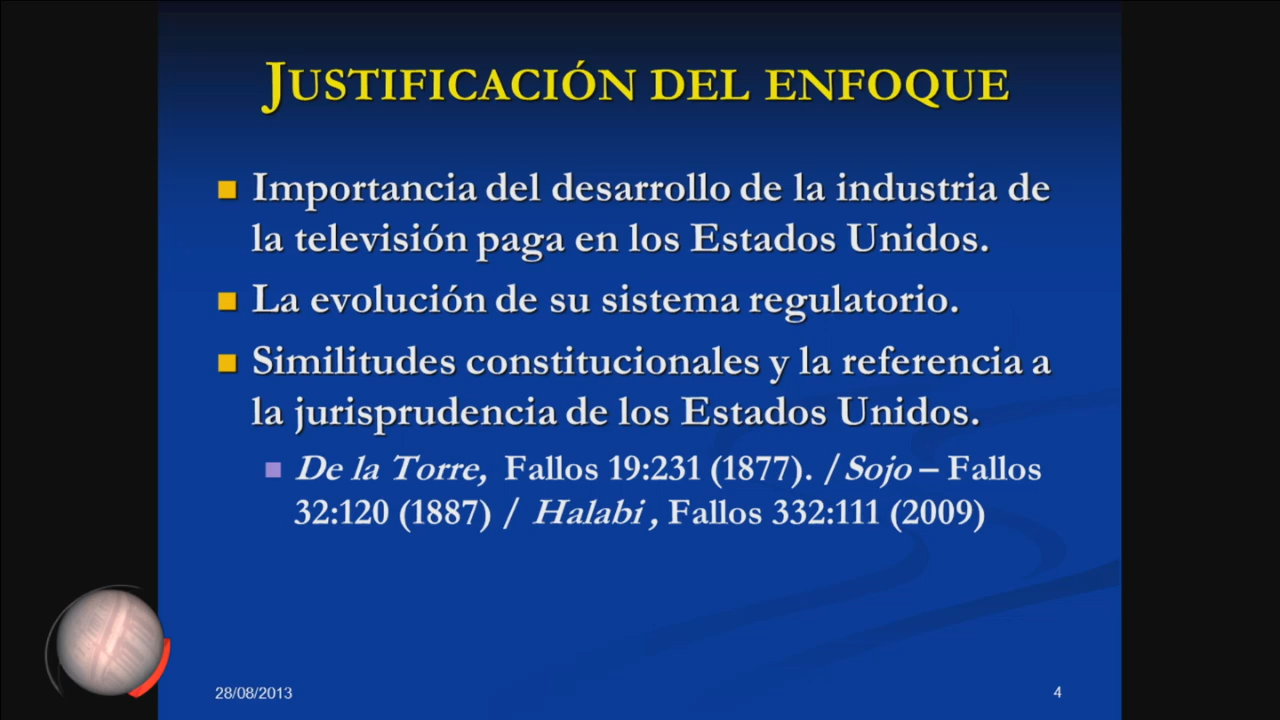 JUSTIFICACIÓN DEL ENFOQUE
Importancia del desarrollo de la industria de
la televisión paga en los Estados Unidos.
La evolución de su sistema regulatorio.
Similitudes constitucionales y la referencia a
la jurisprudencia de los Estados Unidos.
De la Torre, Fallos 19:231 (1877). /Sojo – Fallos
32:120 (1887) / Halabi , Fallos 332:111 (2009)
28/08/2013
4